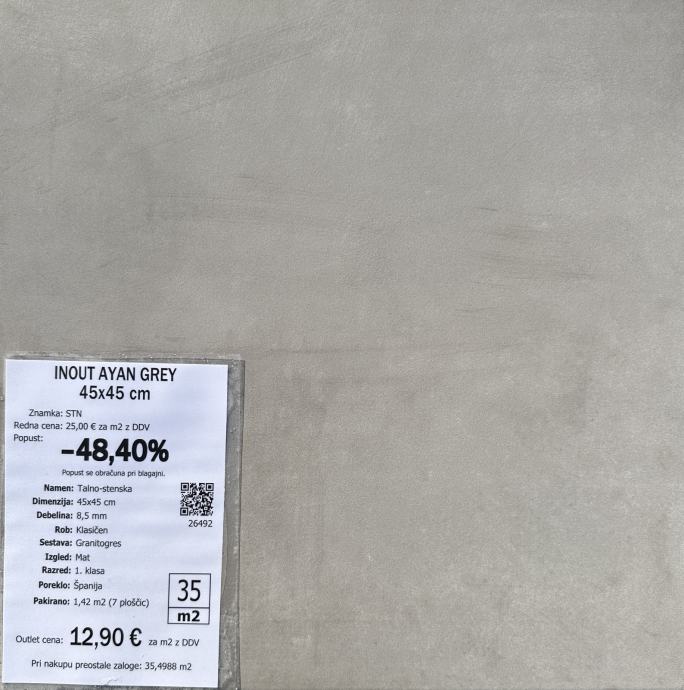 INOUT AYAN GREY
45x45 cm
Znamka: STN
Redna cena: 25,00 € za m2 z DDV
Popust:
-48,40%
Popust se obračuna pri blagajni.
Namen: Talno-stenska
Dimenzija: 45x45 cm
Debelina: 8,5 mm
26492
Rob: Klasičen
Sestava: Granitogres
Izgled: Mat
Razred: 1. klasa
Poreklo: Španija
Pakirano: 1,42 m2 (7 ploščic)
35
m2
Outlet cena: 12,90 € za m2 z DDV
Pri nakupu preostale zaloge: 35,4988 m2